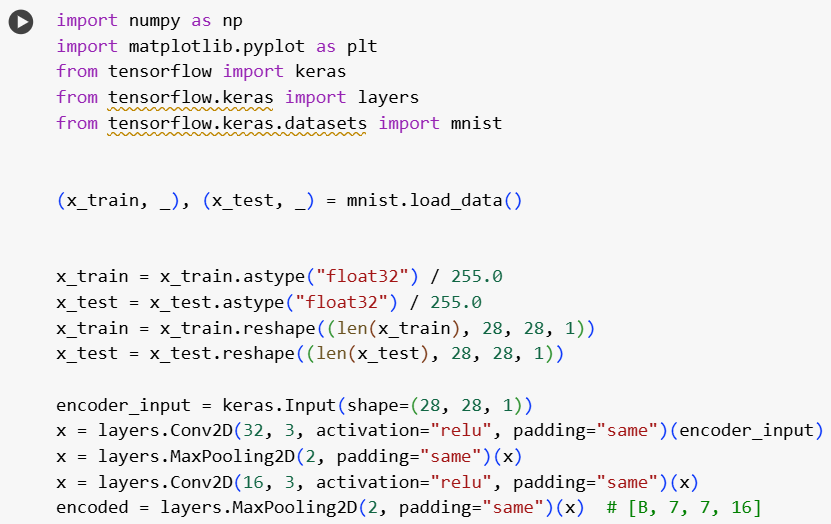 import numpy as np
import matplotlib.pyplot as plt
from tensorflow import keras
from tensorflow.keras import layers
from tensorflow.keras.datasets import mnist
(x_train, _), (x_test, _) = mnist.load_data()
x_train = x_train.astype("float32") / 255.0
x_test = x_test.astype("float32") / 255.0
x_train = x_train.reshape((len(x_train), 28, 28, 1))
x_test = x_test.reshape((len(x_test), 28, 28, 1))
encoder_input = keras.Input(shape=(28, 28, 1))
x = layers.Conv2D(32, 3, activation="relu", padding="same")(encoder_input)
x = layers.MaxPooling2D(2, padding="same")(x)
x = layers.Conv2D(16, 3, activation="relu", padding="same")(x)
encoded = layers.MaxPooling2D(2, padding="same")(x)  # [B, 7, 7, 16]